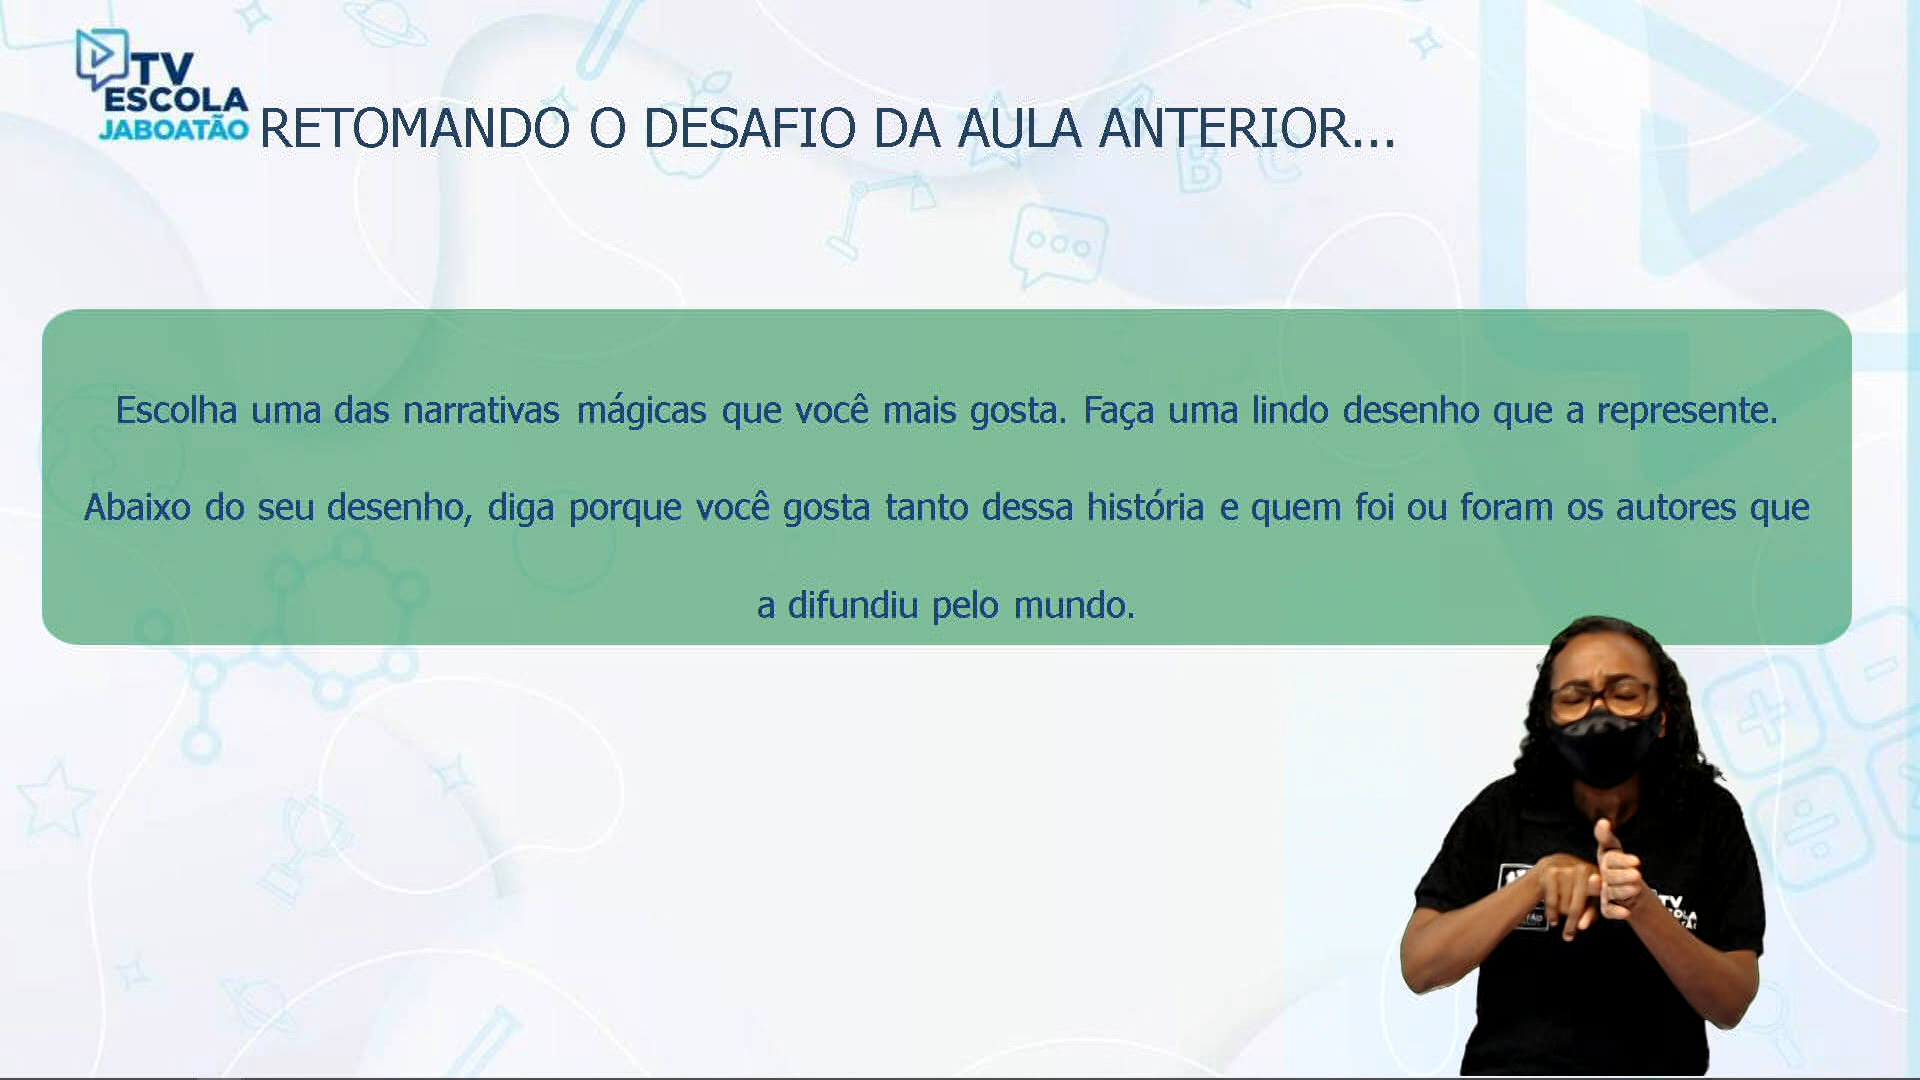 TV
ESCOLA
JABOATÃO
RETOMANDO O DESAFIO DA AULA ANTERIOR...
Escolha uma das narrativas mágicas que você mais gosta. Faça uma lindo desenho que a represente.
Abaixo do seu desenho, diga porque você gosta tanto dessa história e quem foi ou foram os autores que
a difundiu pelo mundo.
A
B C
TV